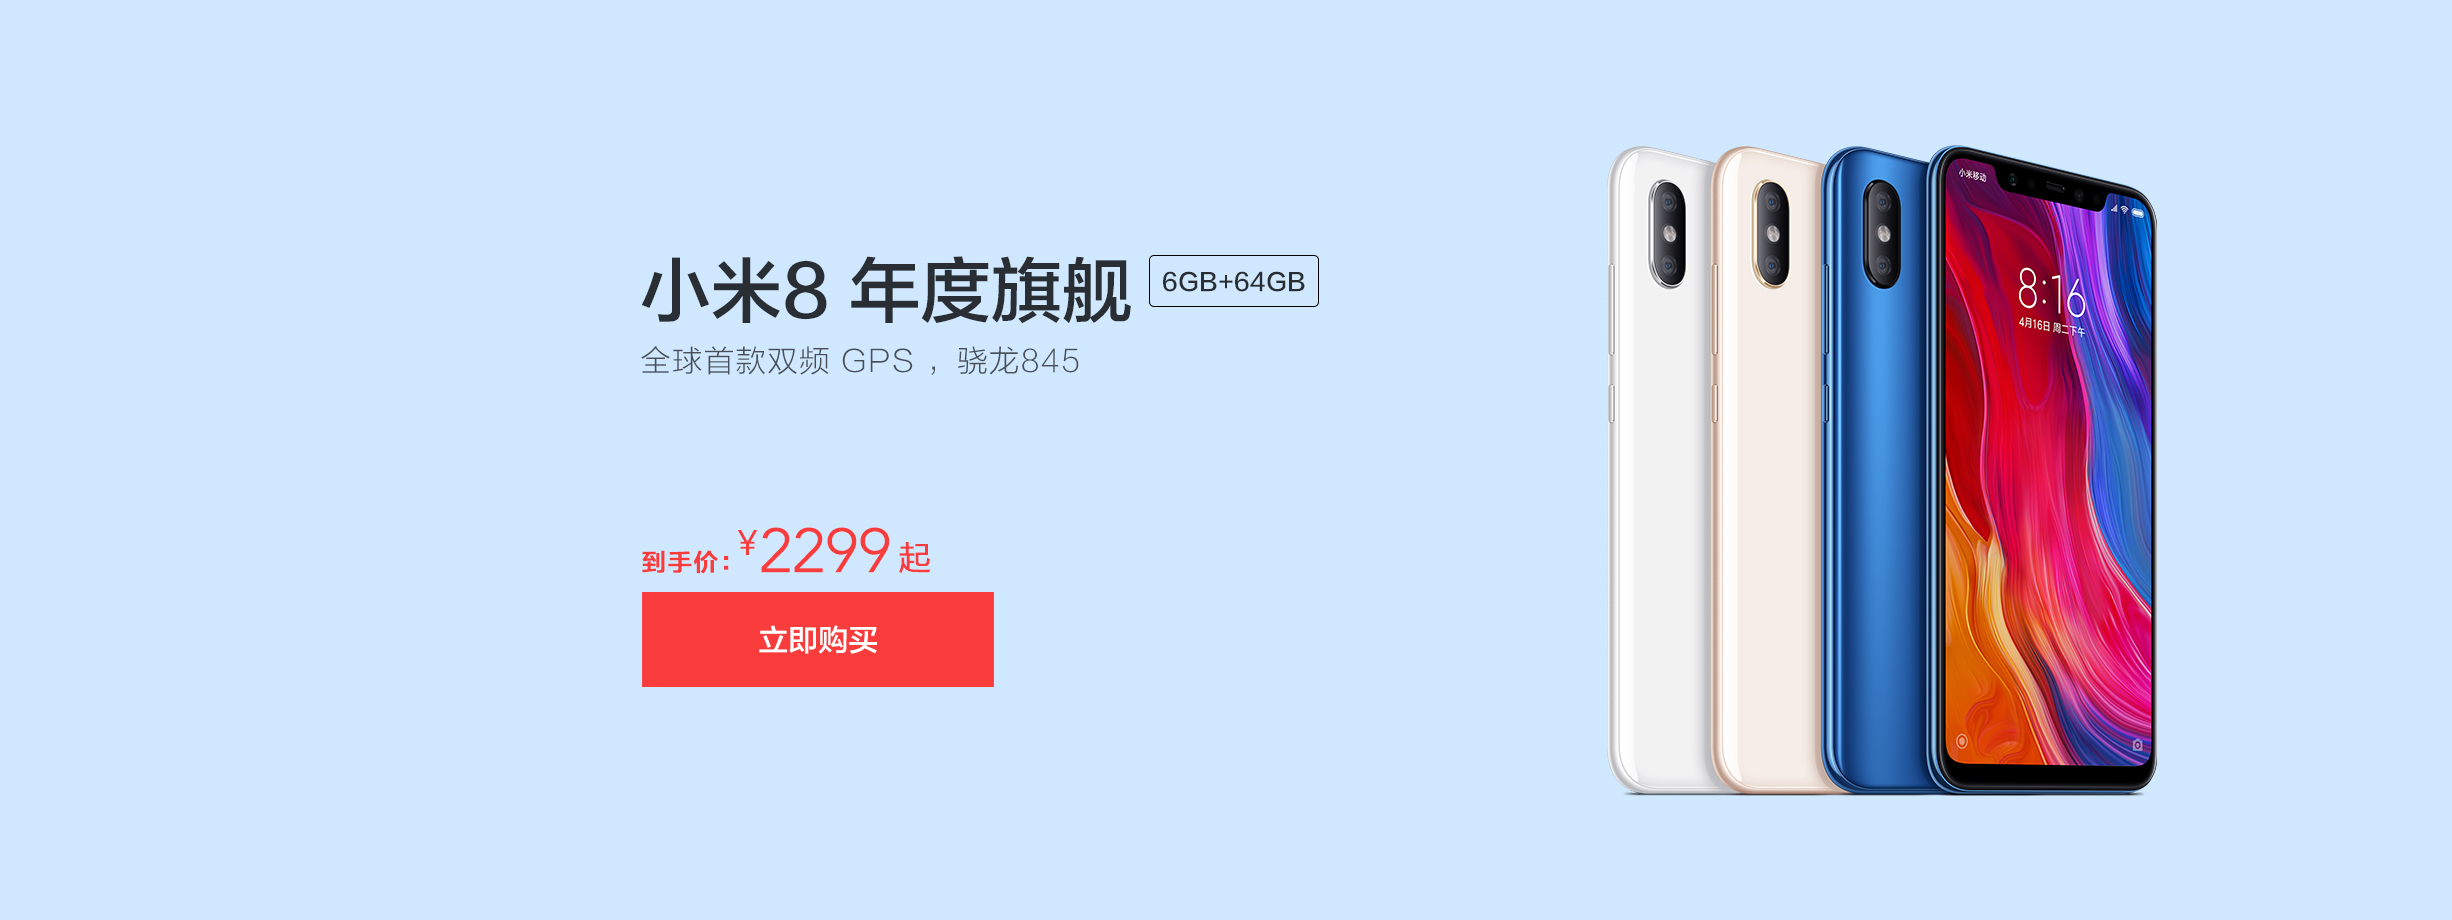 小米8 年度旗舰 6GB+64GB
全球首款双频 GPS ，骁龙845
到手价：¥2299 起
立即购买
小米移动
8:16
4月16日 周二下午